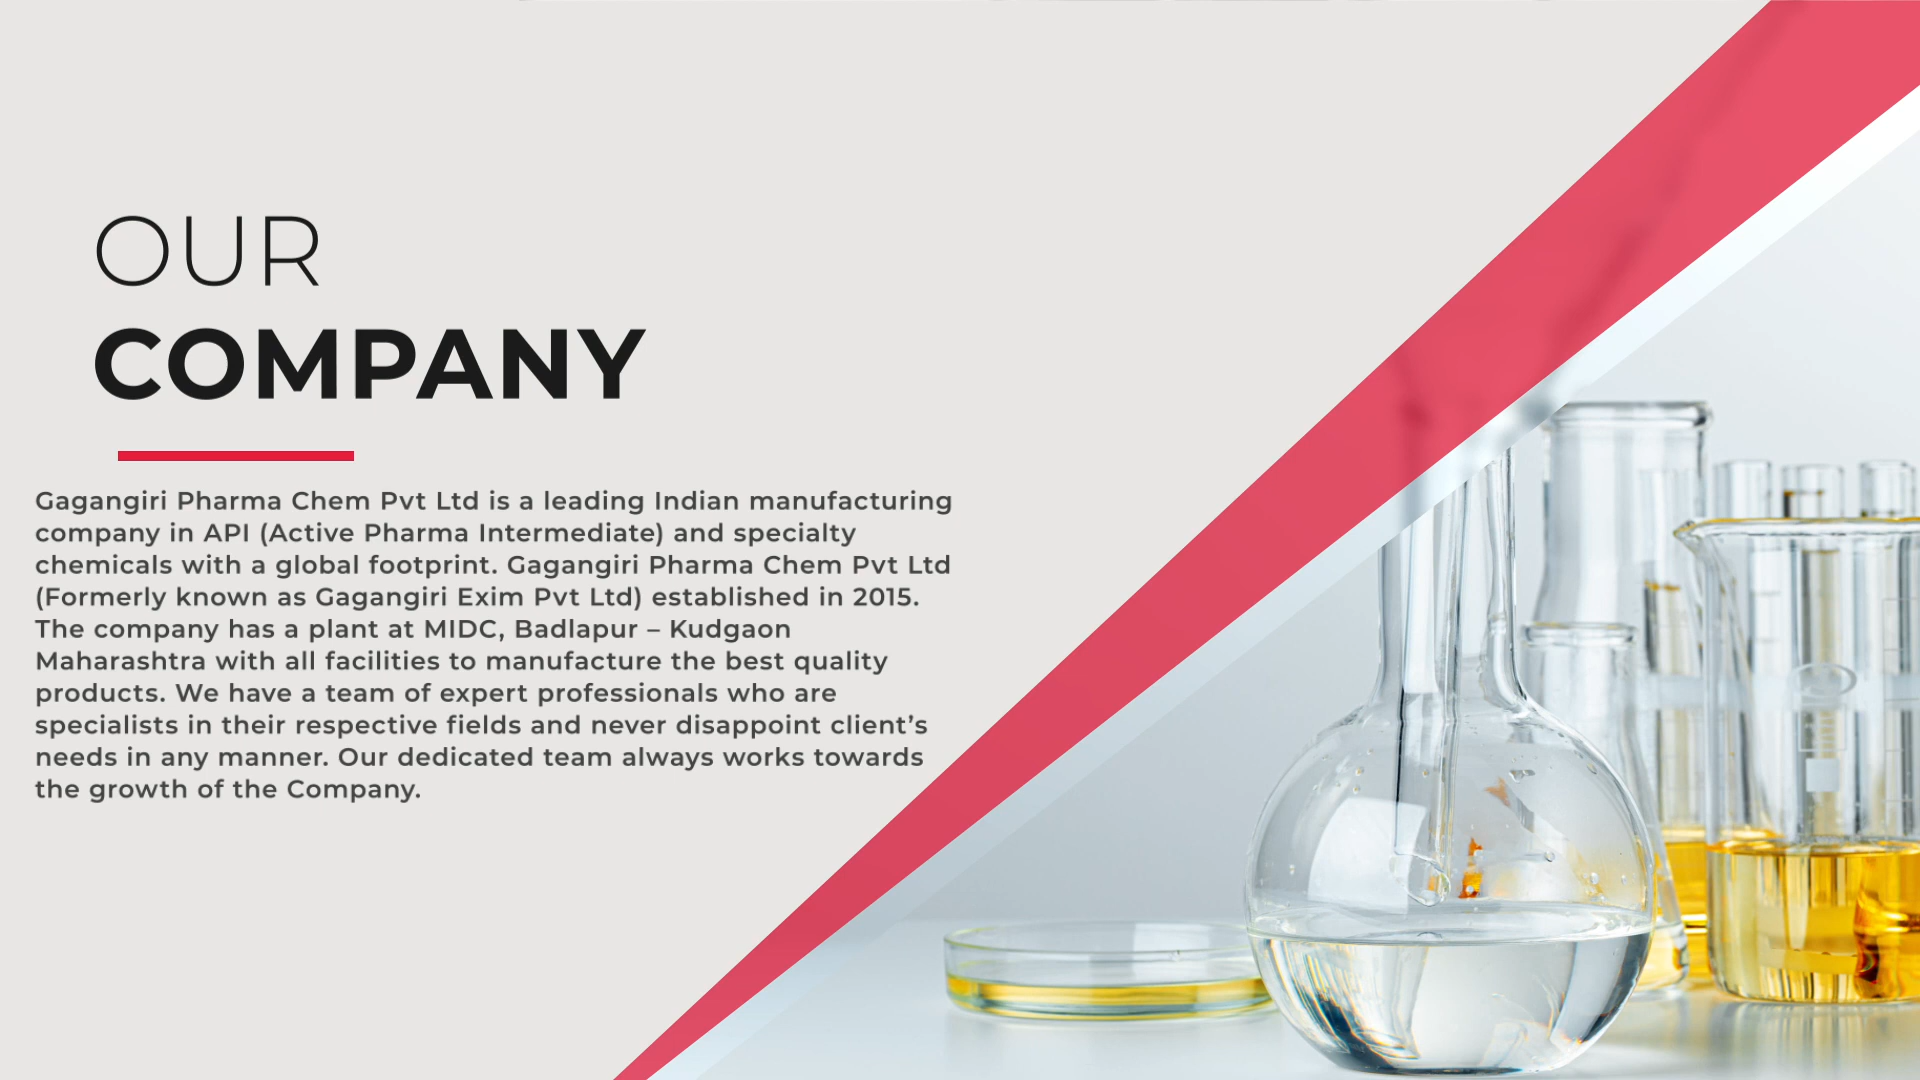 OUR
COMPANY
Gagangiri Pharma Chem Pvt Ltd is a leading Indian manufacturing
company in API (Active Pharma Intermediate) and specialty
chemicals with a global footprint. Gagangiri Pharma Chem Pvt Ltd
(Formerly known as Gagangiri Exim Pvt Ltd) established in 2015.
The company has a plant at MIDC, Badlapur – Kudgaon
Maharashtra with all facilities to manufacture the best quality
products. We have a team of expert professionals who are
specialists in their respective fields and never disappoint client’s
needs in any manner. Our dedicated team always works towards
the growth of the Company.